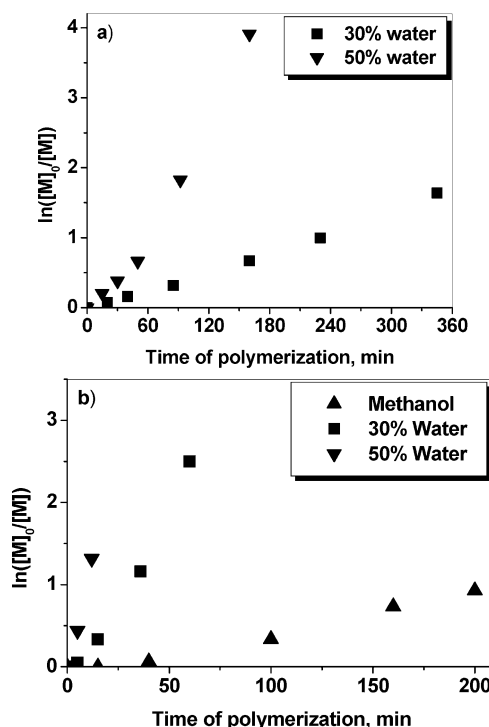 a)
30% water
50% water
ln([M]₀/[M])
4
3
2
1
0
0 60 120 180 240 300 360
Time of polymerization, min
b)
Methanol
30% Water
50% Water
ln([M]₀/[M])
3
2
1
0
0 50 100 150 200
Time of polymerization, min